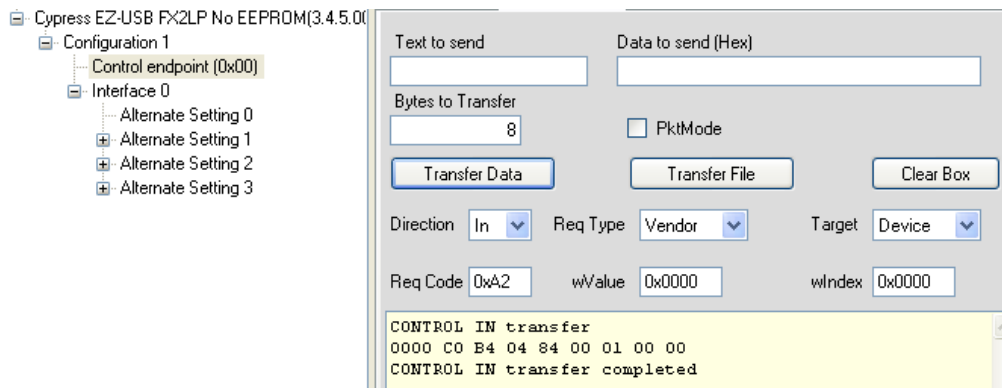 Cypress EZ-USB FX2LP No EEPROM(3.4.5.0(
Configuration 1
Control endpoint (0x00)
Interface 0
Alternate Setting 0
Alternate Setting 1
Alternate Setting 2
Alternate Setting 3
Text to send Data to send (Hex)
Bytes to Transfer
8 PktMode
Transfer Data Transfer File Clear Box
Direction In Req Type Vendor Target Device
Req Code 0xA2 wValue 0x0000 wIndex 0x0000
CONTROL IN transfer
0000 C0 B4 04 84 00 01 00 00
CONTROL IN transfer completed